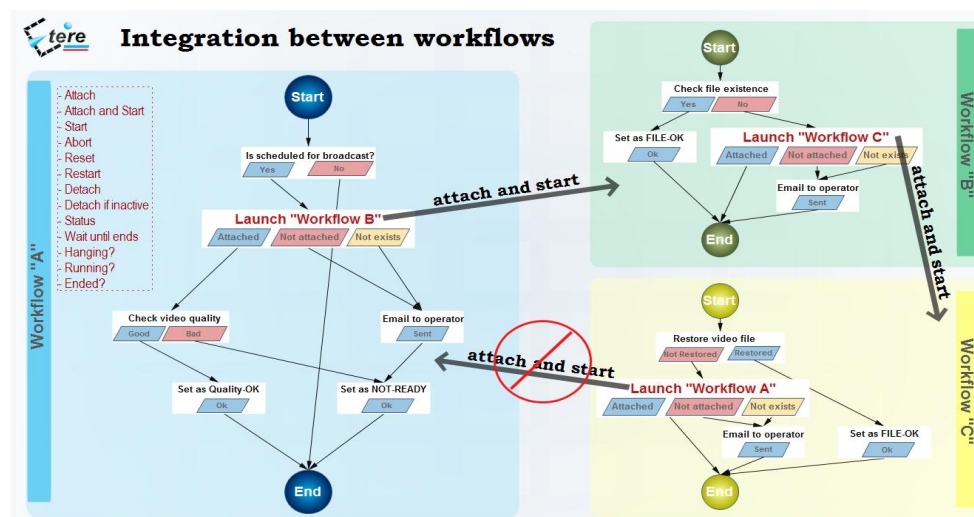 Etere
Integration between workflows
Workflow "A"
- Attach
- Attach and Start
- Start
- Abort
- Reset
- Restart
- Detach
- Detach if inactive
- Status
- Wait until ends
- Hanging?
- Running?
- Ended?
Start
Is scheduled for broadcast?
Yes No
Launch "Workflow B"
Attached Not attached Not exists
Check video quality
Good Bad
Email to operator
Sent
Set as Quality-OK
Ok
Set as NOT-READY
Ok
End
attach and start
Workflow "B"
Start
Check file existence
Yes No
Set as FILE-OK
Ok
Launch "Workflow C"
Attached Not attached Not exists
Email to operator
Sent
End
attach and start
Workflow "C"
Start
Restore video file
Not Restored Restored
Launch "Workflow A"
Attached Not attached Not exists
Email to operator
Sent
Set as FILE-OK
Ok
End
attach and start